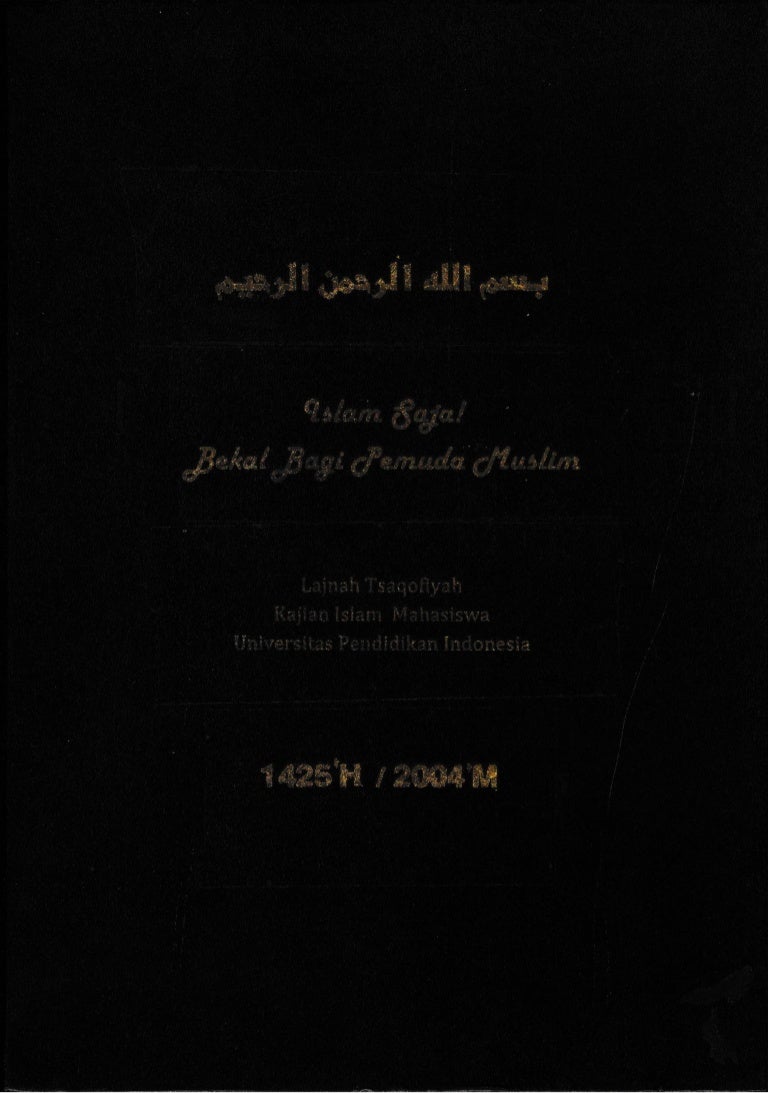 بسم الله الرحمن الرحيم
Islam Saja!
Bekal Bagi Pemuda Muslim
Lajnah Tsaqofiyah
Kajian Islam Mahasiswa
Universitas Pendidikan Indonesia
1425'H / 2004'M